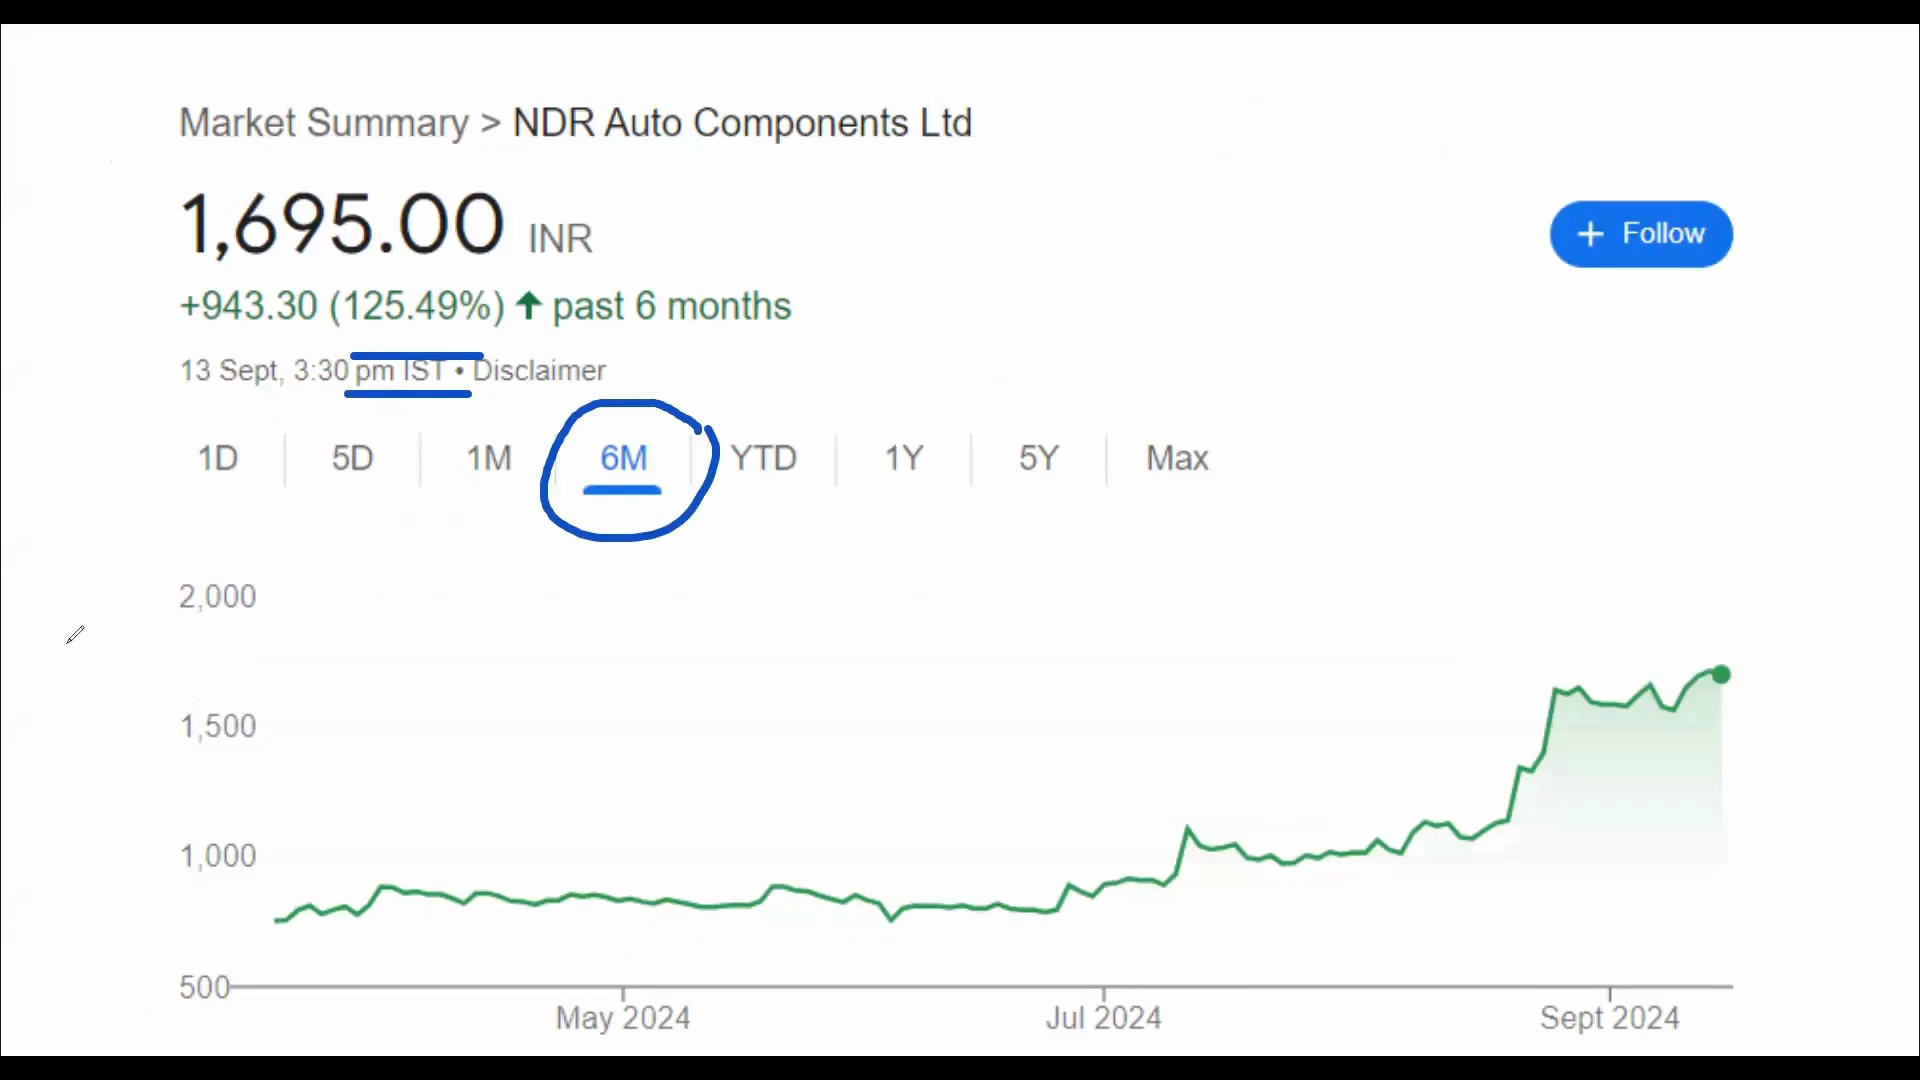 Market Summary > NDR Auto Components Ltd
1,695.00 INR
+ Follow
+943.30 (125.49%) ↑ past 6 months
13 Sept, 3:30 pm IST • Disclaimer
1D 5D 1M 6M YTD 1Y 5Y Max
2,000
1,500
1,000
500
May 2024 Jul 2024 Sept 2024